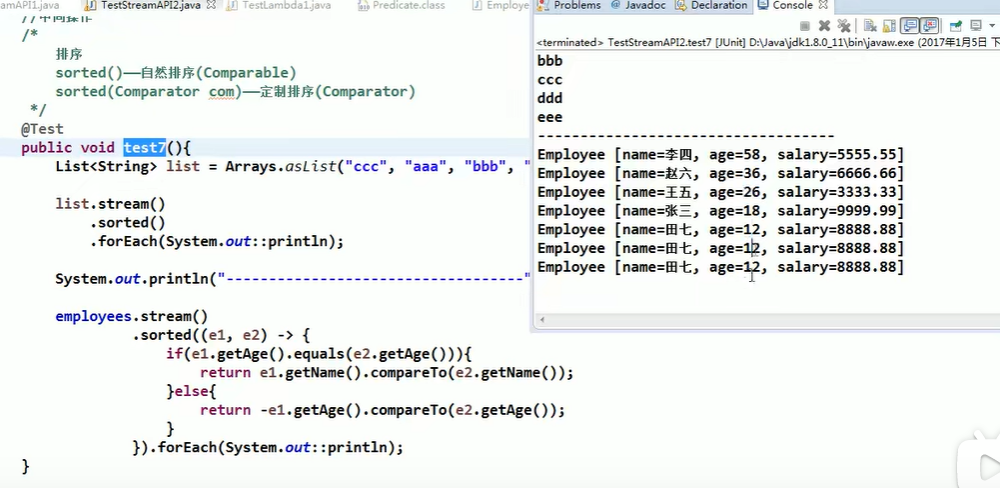 amAPI1.java TestStreamAPI2.java TestLambda1.java Predicate.class Employe
//中间操作
/*
排序
sorted()——自然排序(Comparable)
sorted(Comparator com)——定制排序(Comparator)
*/
@Test
public void test7(){
List<String> list = Arrays.asList("ccc", "aaa", "bbb", "
list.stream()
.sorted()
.forEach(System.out::println);
System.out.println("------------------------------------"
employees.stream()
.sorted((e1, e2) -> {
if(e1.getAge().equals(e2.getAge())){
return e1.getName().compareTo(e2.getName());
}else{
return -e1.getAge().compareTo(e2.getAge());
}
}).forEach(System.out::println);
}
Problems Javadoc Declaration Console
<terminated> TestStreamAPI2.test7 [JUnit] D:\Java\jdk1.8.0_11\bin\javaw.exe (2017年1月5日 下
bbb
ccc
ddd
eee
------------------------------------
Employee [name=李四, age=58, salary=5555.55]
Employee [name=赵六, age=36, salary=6666.66]
Employee [name=王五, age=26, salary=3333.33]
Employee [name=张三, age=18, salary=9999.99]
Employee [name=田七, age=12, salary=8888.88]
Employee [name=田七, age=12, salary=8888.88]
Employee [name=田七, age=12, salary=8888.88]